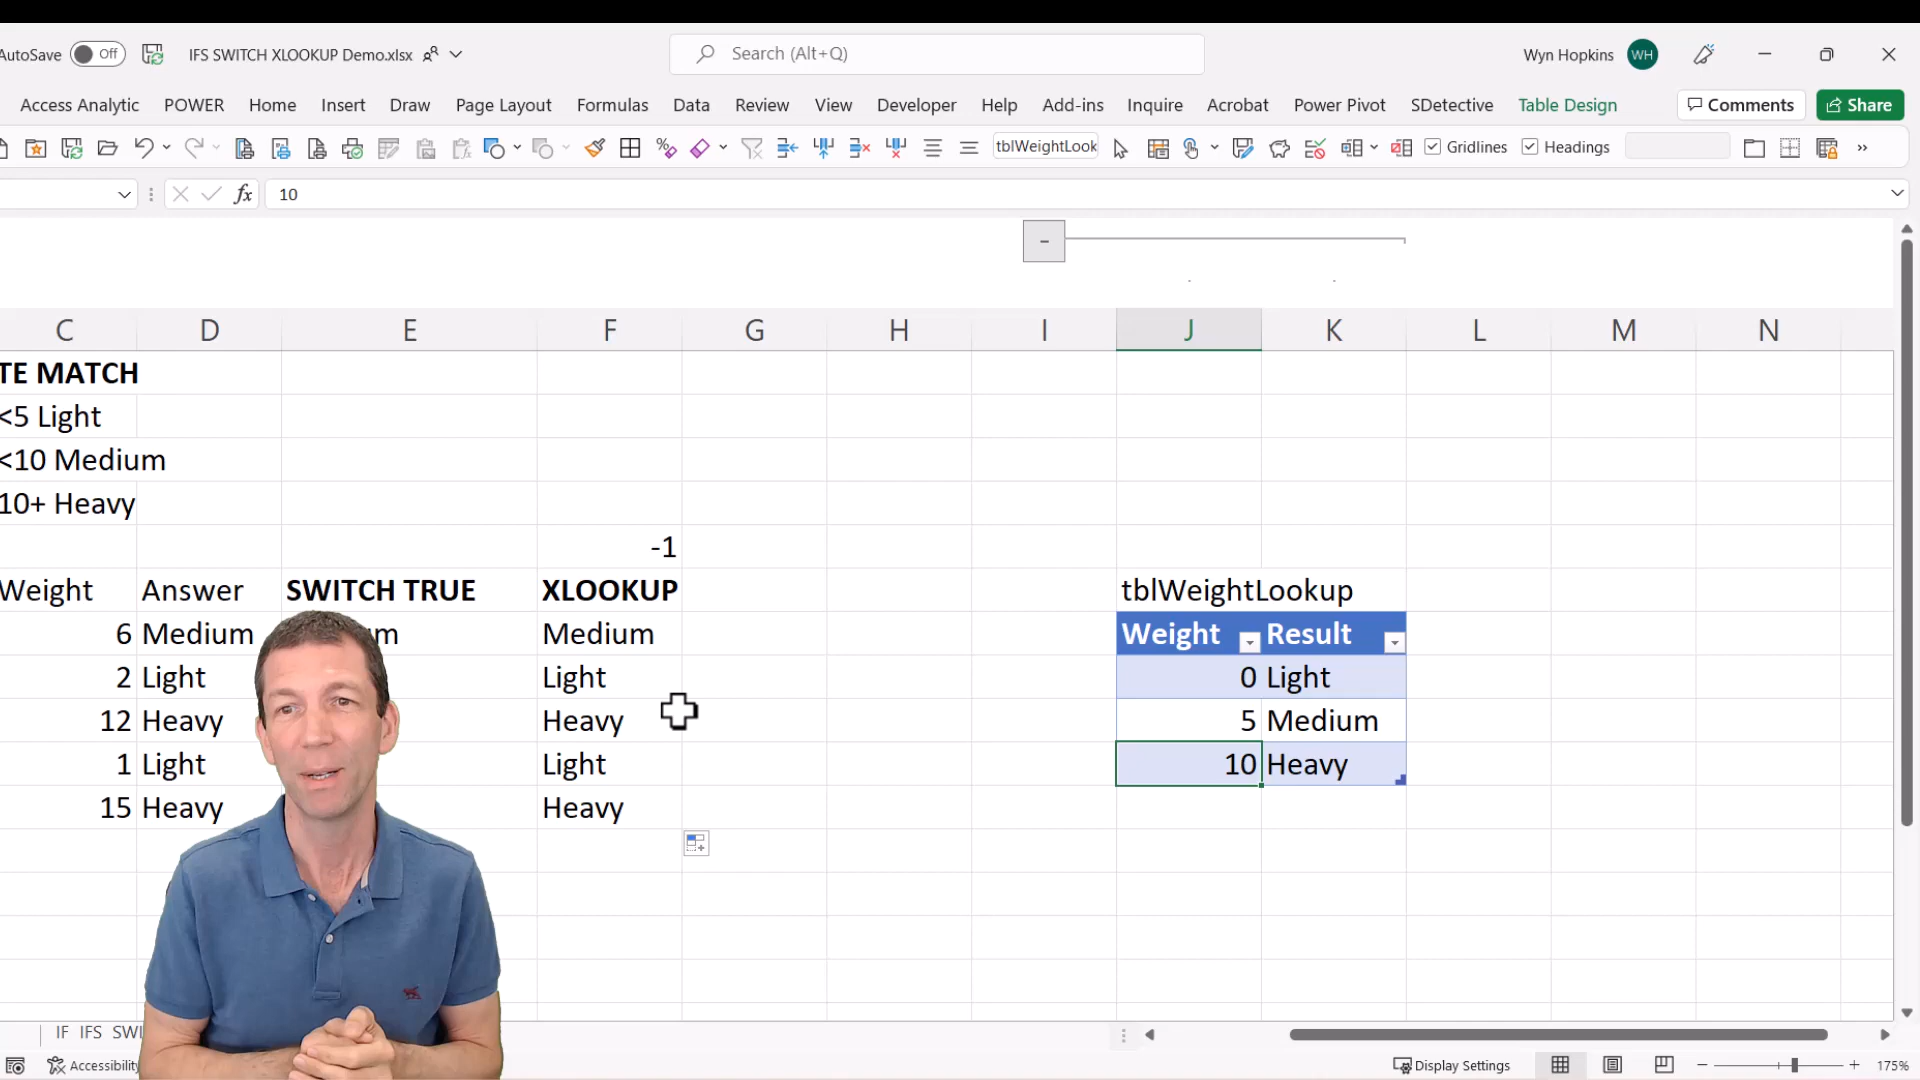 AutoSave Off IFS SWITCH XLOOKUP Demo.xlsx Search (Alt+Q) Wyn Hopkins WH
Access Analytic POWER Home Insert Draw Page Layout Formulas Data Review View Developer Help Add-ins Inquire Acrobat Power Pivot SDetective Table Design Comments Share
tblWeightLook Gridlines Headings
fx 10
C D E F G H I J K L M N
TE MATCH
<5 Light
<10 Medium
10+ Heavy
-1
Weight Answer SWITCH TRUE XLOOKUP tblWeightLookup
6 Medium m Medium Weight Result
2 Light Light 0 Light
12 Heavy Heavy 5 Medium
1 Light Light 10 Heavy
15 Heavy Heavy
IF IFS SWI
Accessibility Display Settings 175%